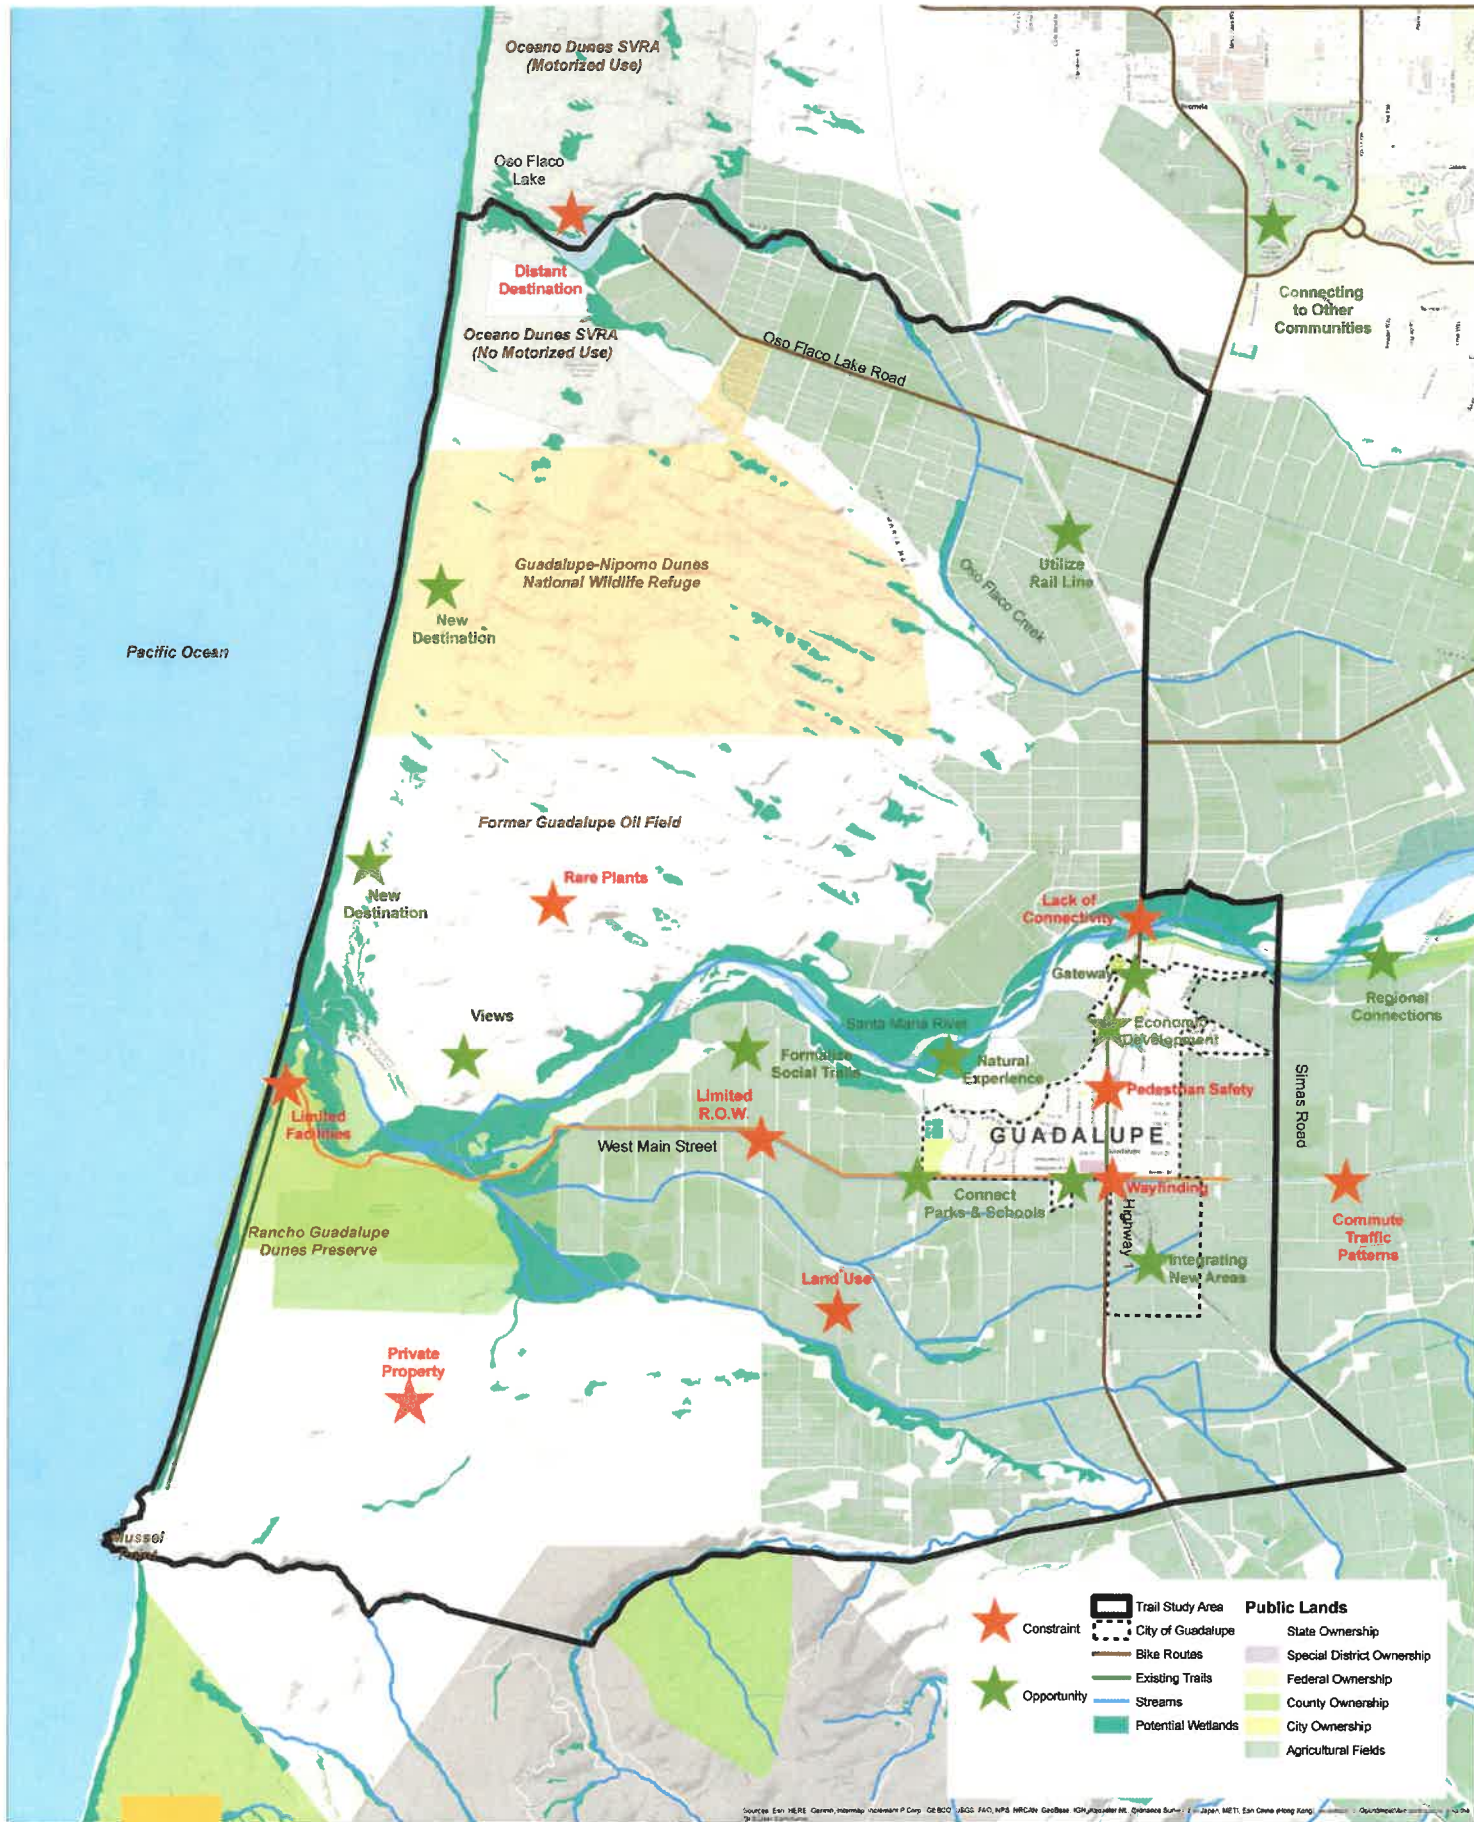 Oceano Dunes SVRA
(Motorized Use)
Oso Flaco
Lake
Distant
Destination
Oceano Dunes SVRA
(No Motorized Use)
Oso Flaco Lake Road
Connecting
to Other
Communities
Guadalupe-Nipomo Dunes
National Wildlife Refuge
Utilize
Rail Line
Oso Flaco Creek
New
Destination
Pacific Ocean
Former Guadalupe Oil Field
Rare Plants
New
Destination
Lack of
Connectivity
Gateway
Regional
Connections
Views
Santa Maria River
Economic
Development
Formalize
Social Trails
Natural
Experience
Limited
R.O.W.
Pedestrian Safety
Limited
Facilities
West Main Street
GUADALUPE
Simas Road
Connect
Parks & Schools
Wayfinding
Highway 1
Commute
Traffic
Patterns
Rancho Guadalupe
Dunes Preserve
Integrating
New Areas
Land Use
Private
Property
Mussel
Point
Constraint
Opportunity
Trail Study Area
City of Guadalupe
Bike Routes
Existing Trails
Streams
Potential Wetlands
Public Lands
State Ownership
Special District Ownership
Federal Ownership
County Ownership
City Ownership
Agricultural Fields